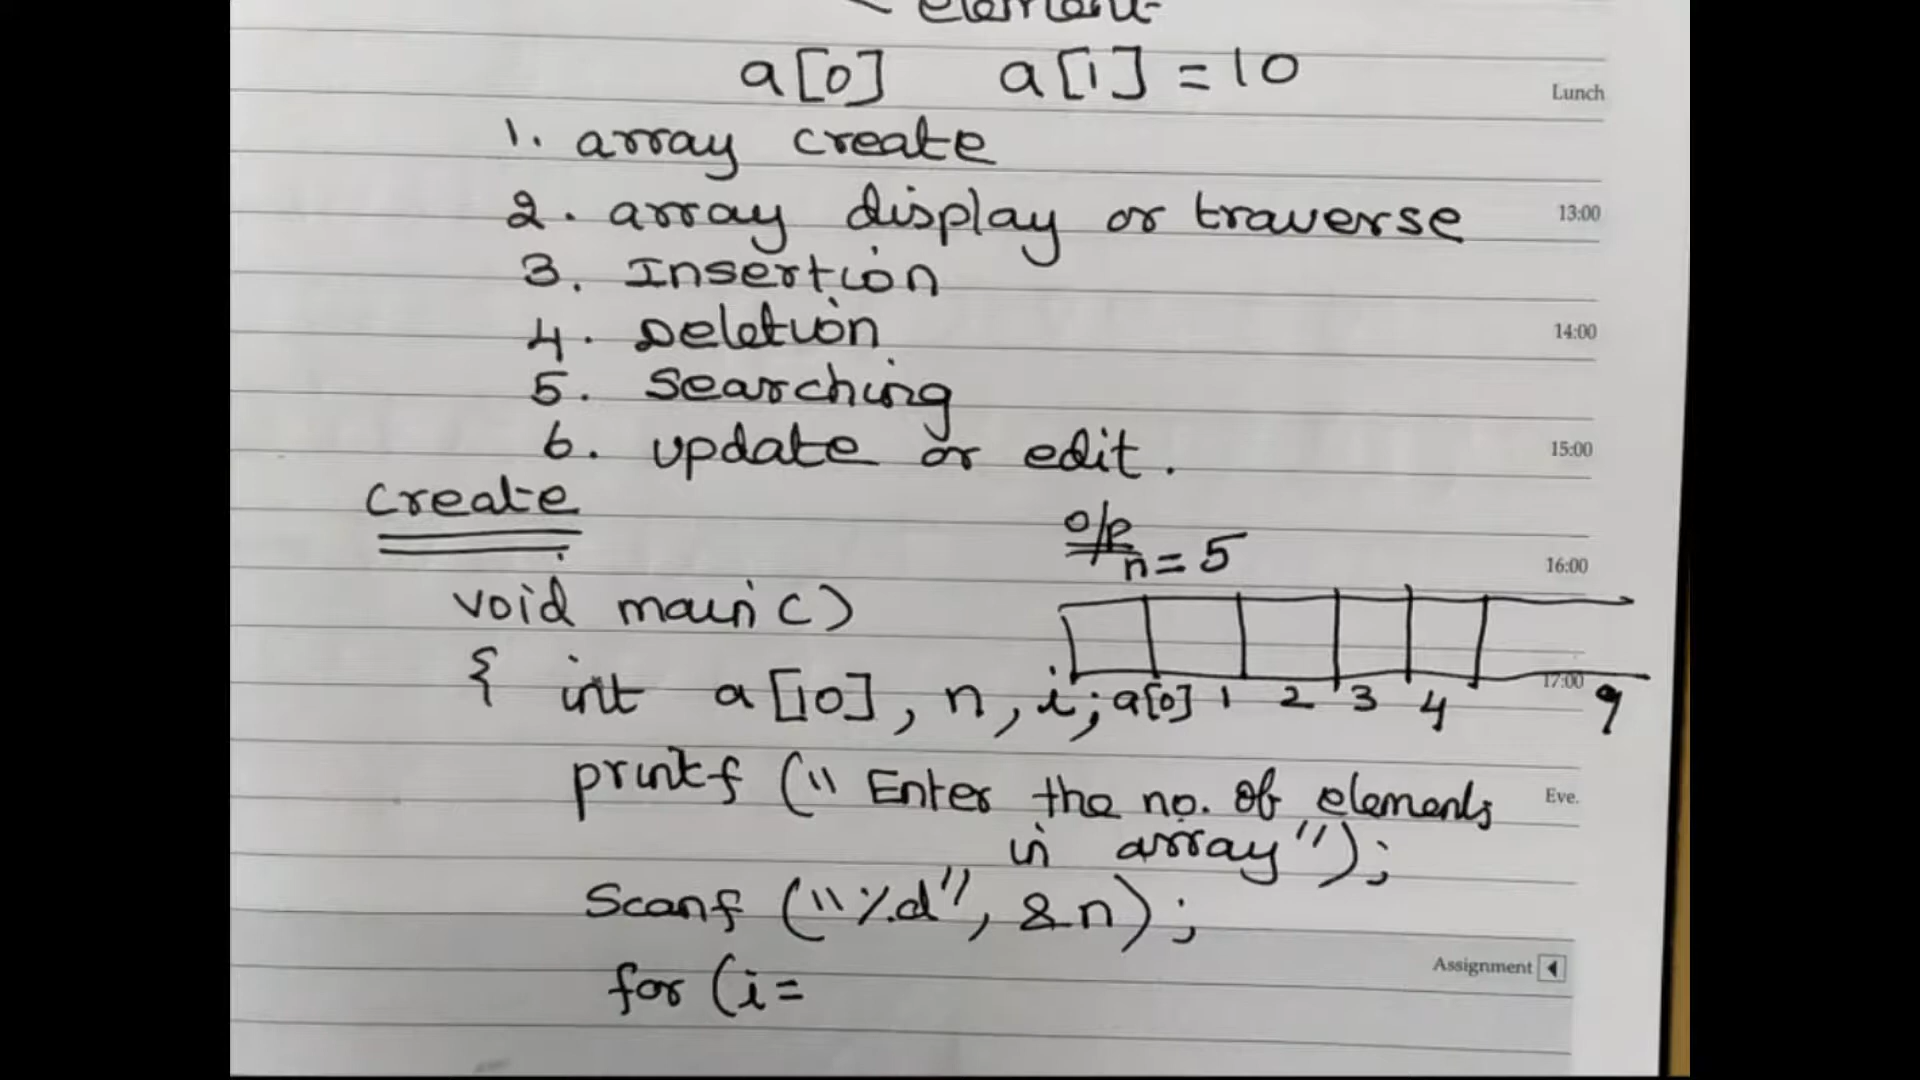 element
a[0] a[1] = 10
Lunch
1. array create
2. array display or traverse
13:00
3. Insertion
4. Deletion
14:00
5. Searching
6. update or edit.
15:00
create
o/p
n = 5
16:00
void main()
{ int a[10], n, i;
a[0] 1 2 3 4 9
17:00
printf (" Enter the no. of elements
Eve.
in array");
Scanf ("%d", &n);
for (i=
Assignment